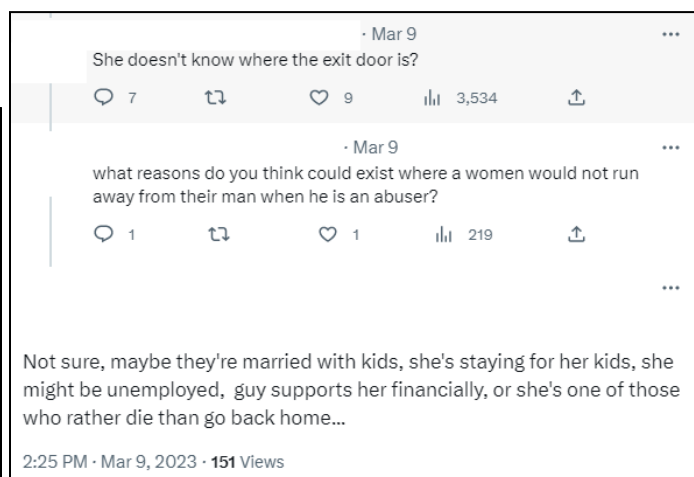 · Mar 9
She doesn't know where the exit door is?
7 9 3,534
· Mar 9
what reasons do you think could exist where a women would not run
away from their man when he is an abuser?
1 1 219
Not sure, maybe they're married with kids, she's staying for her kids, she
might be unemployed, guy supports her financially, or she's one of those
who rather die than go back home...
2:25 PM · Mar 9, 2023 · 151 Views